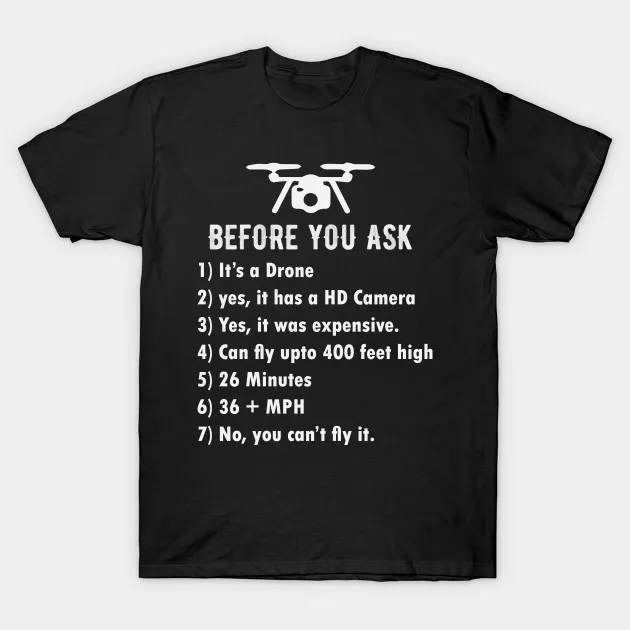 BEFORE YOU ASK
1) It's a Drone
2) yes, it has a HD Camera
3) Yes, it was expensive.
4) Can fly upto 400 feet high
5) 26 Minutes
6) 36 + MPH
7) No, you can't fly it.